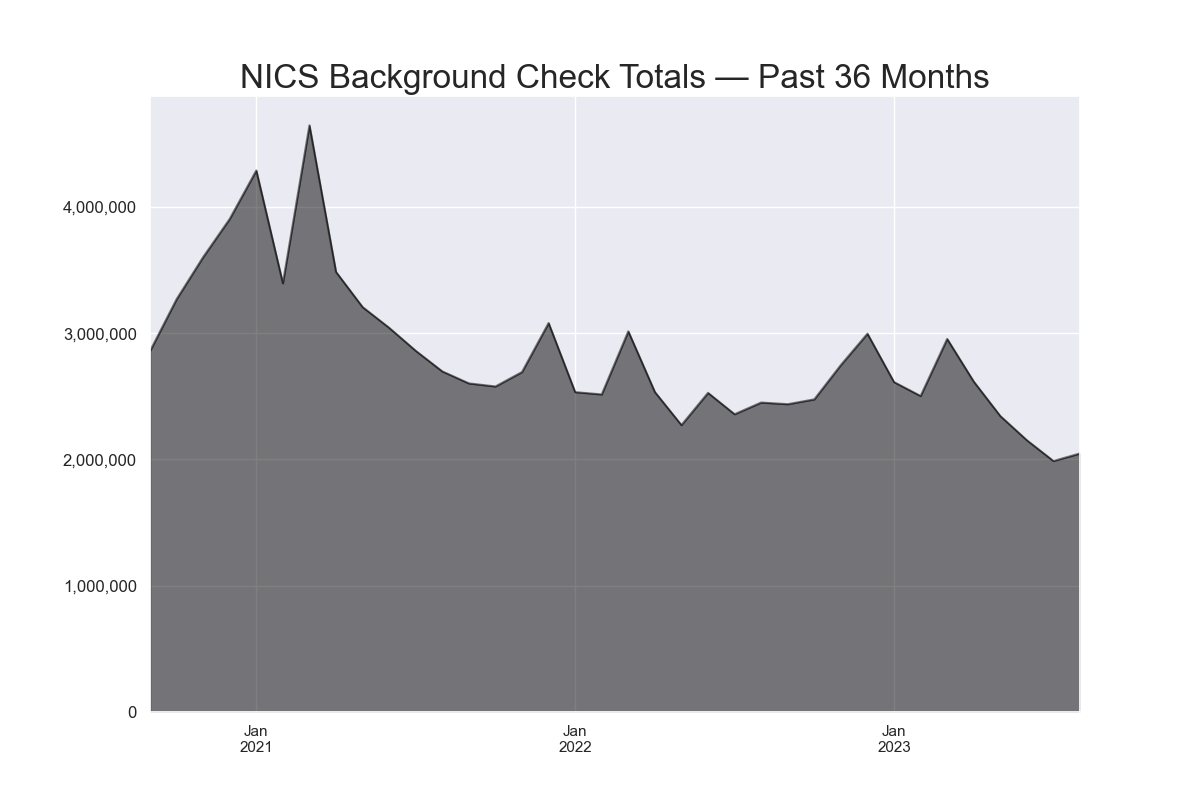 NICS Background Check Totals — Past 36 Months
4,000,000
3,000,000
2,000,000
1,000,000
0
Jan
2021
Jan
2022
Jan
2023